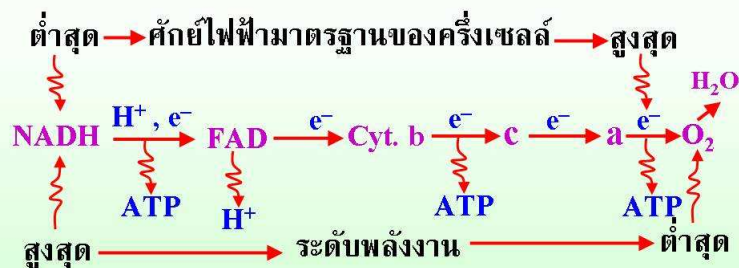 ต่ำสุด ศักย์ไฟฟ้ามาตรฐานของครึ่งเซลล์ สูงสุด
H₂O
H⁺ , e⁻ e⁻ e⁻ e⁻ e⁻
NADH FAD Cyt. b c a O₂
ATP H⁺ ATP ATP
สูงสุด ระดับพลังงาน ต่ำสุด